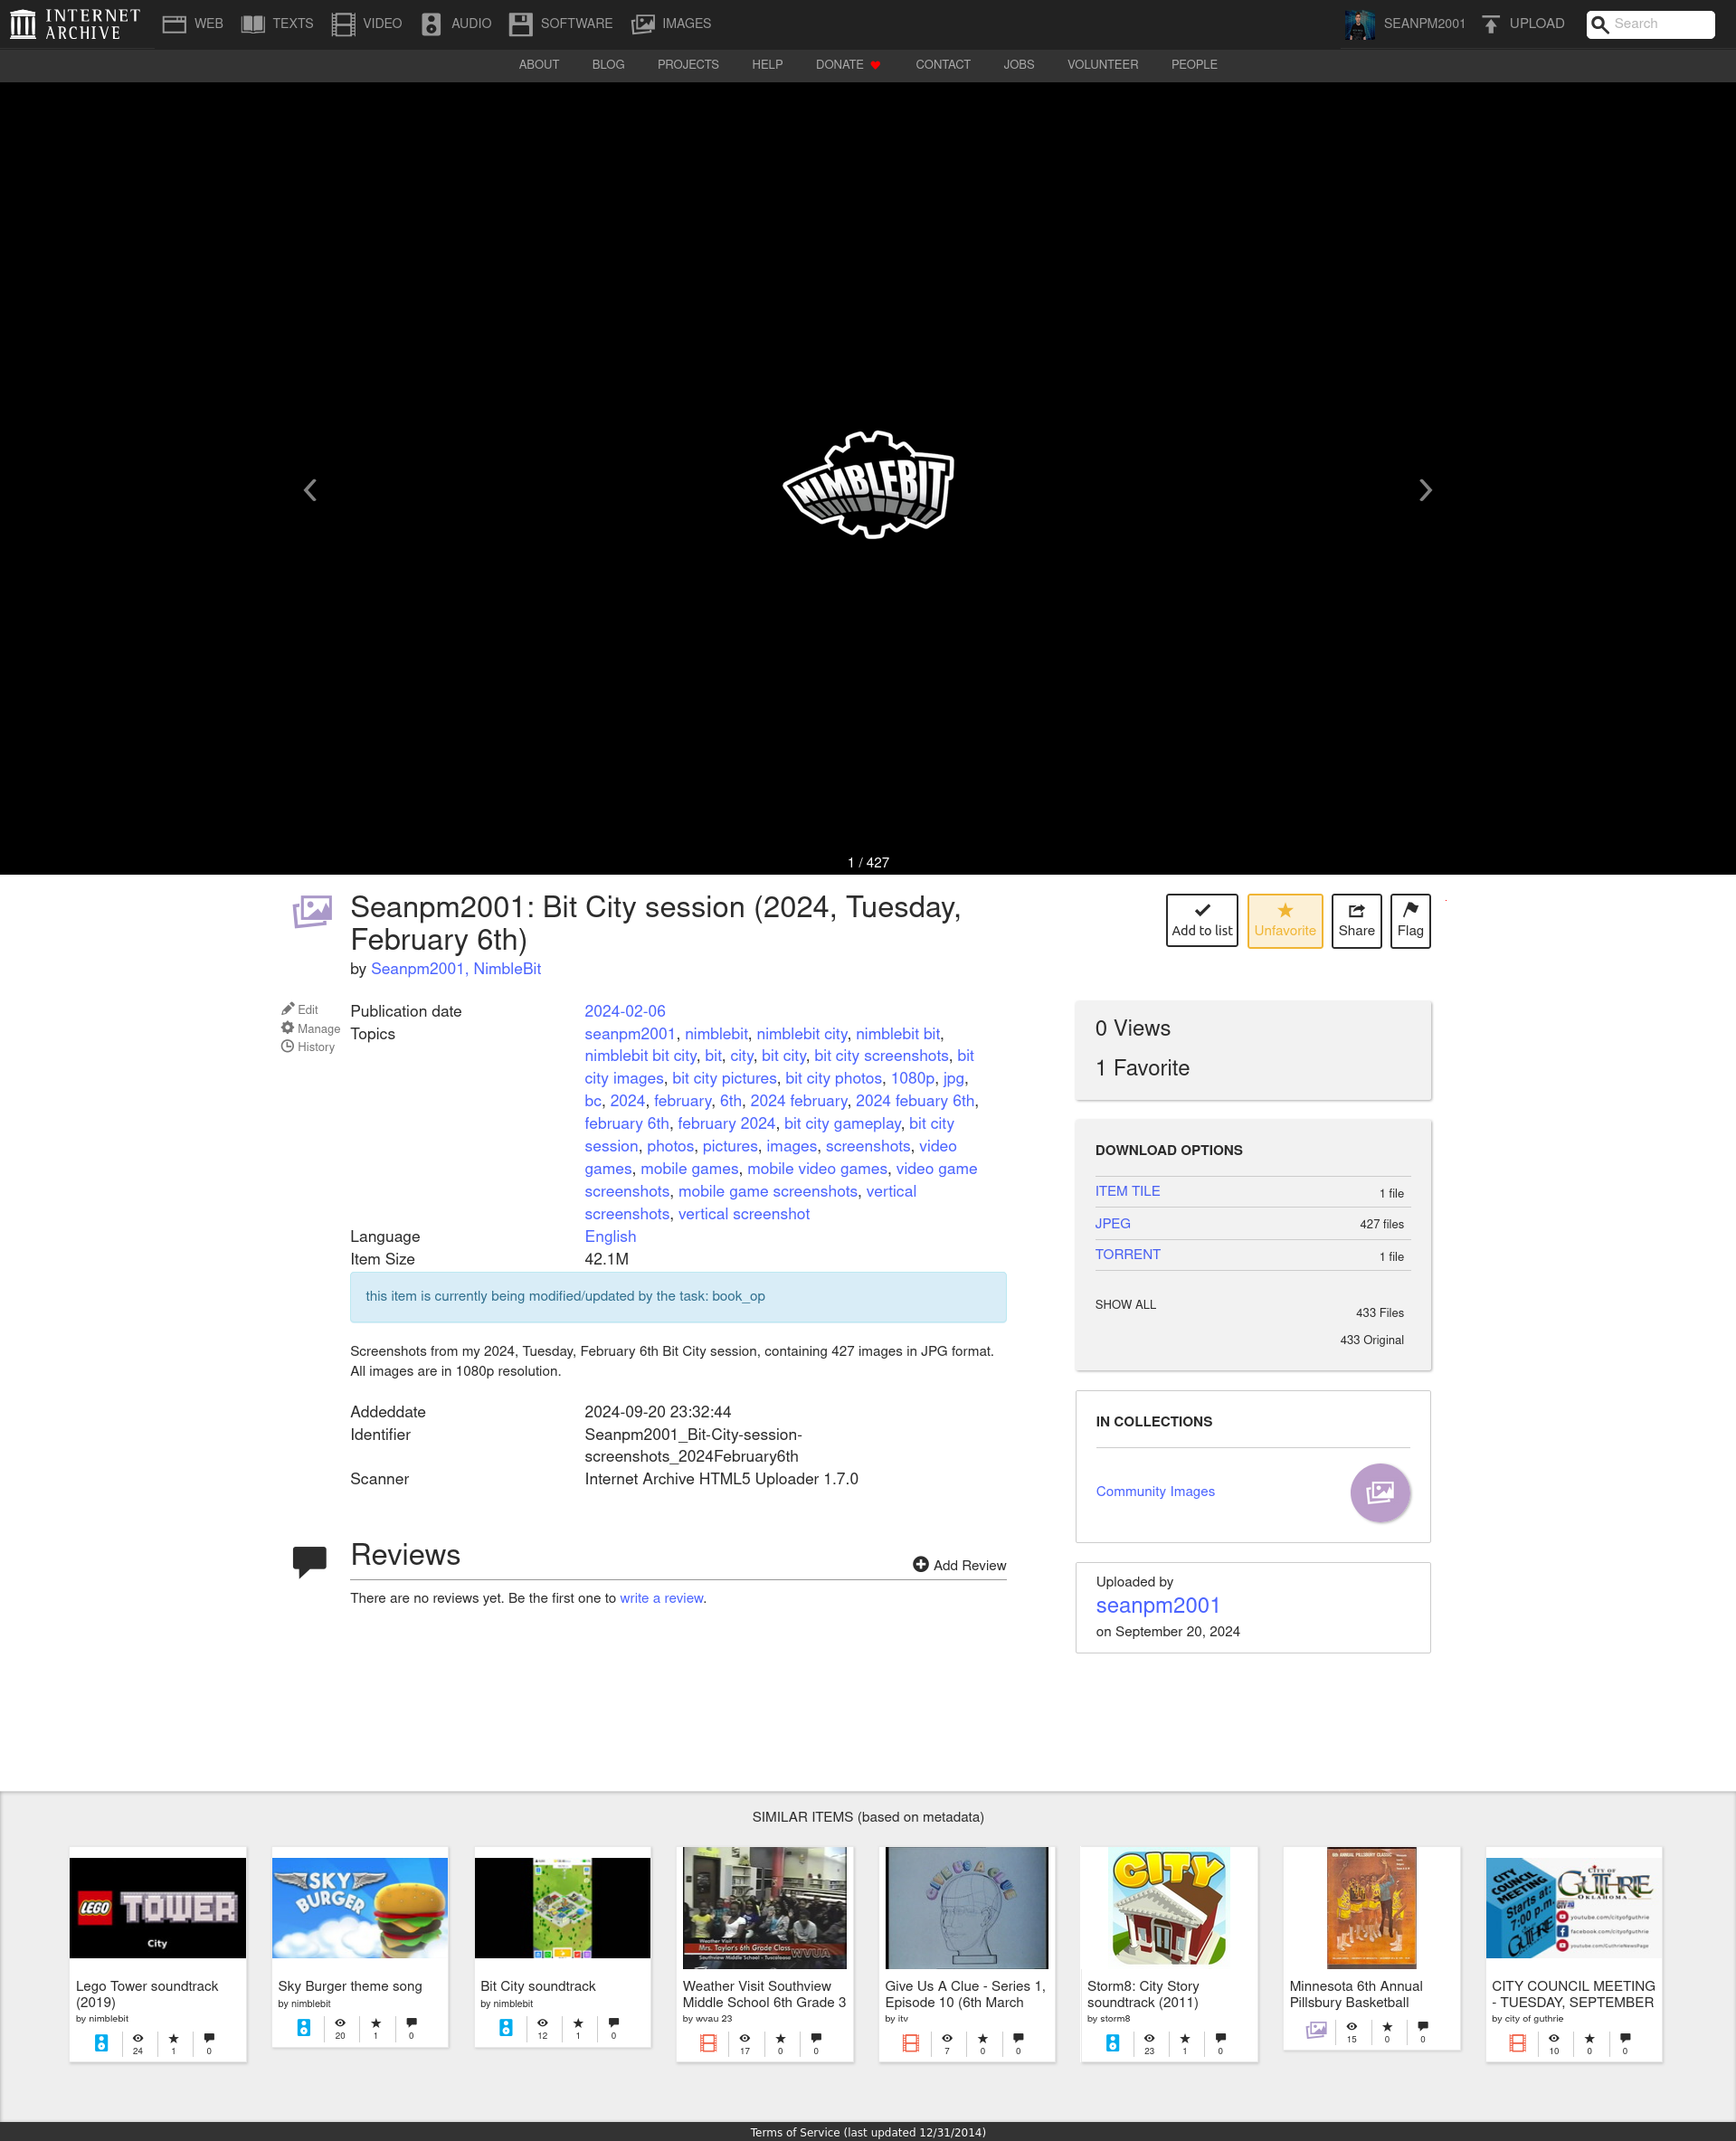 INTERNET
ARCHIVE
WEB
TEXTS
VIDEO
AUDIO
SOFTWARE
IMAGES
SEANPM2001
UPLOAD
Search
ABOUT
BLOG
PROJECTS
HELP
DONATE
CONTACT
JOBS
VOLUNTEER
PEOPLE
NIMBLEBIT
1 / 427
Seanpm2001: Bit City session (2024, Tuesday,
February 6th)
by Seanpm2001, NimbleBit
Add to list
Unfavorite
Share
Flag
Edit
Manage
History
Publication date
2024-02-06
Topics
seanpm2001, nimblebit, nimblebit city, nimblebit bit,
nimblebit bit city, bit, city, bit city, bit city screenshots, bit
city images, bit city pictures, bit city photos, 1080p, jpg,
bc, 2024, february, 6th, 2024 february, 2024 febuary 6th,
february 6th, february 2024, bit city gameplay, bit city
session, photos, pictures, images, screenshots, video
games, mobile games, mobile video games, video game
screenshots, mobile game screenshots, vertical
screenshots, vertical screenshot
Language
English
Item Size
42.1M
this item is currently being modified/updated by the task: book_op
Screenshots from my 2024, Tuesday, February 6th Bit City session, containing 427 images in JPG format.
All images are in 1080p resolution.
Addeddate
2024-09-20 23:32:44
Identifier
Seanpm2001_Bit-City-session-
screenshots_2024February6th
Scanner
Internet Archive HTML5 Uploader 1.7.0
Reviews
Add Review
There are no reviews yet. Be the first one to write a review.
0 Views
1 Favorite
DOWNLOAD OPTIONS
ITEM TILE
1 file
JPEG
427 files
TORRENT
1 file
SHOW ALL
433 Files
433 Original
IN COLLECTIONS
Community Images
Uploaded by
seanpm2001
on September 20, 2024
SIMILAR ITEMS (based on metadata)
LEGO TOWER
City
Lego Tower soundtrack
(2019)
by nimblebit
24
1
0
SKY
BURGER
Sky Burger theme song
by nimblebit
20
1
0
Bit City soundtrack
by nimblebit
12
1
0
Weather Visit
Mrs. Taylor's 6th Grade Class
Southview Middle School - Tuscaloosa
WVUA
Weather Visit Southview
Middle School 6th Grade 3
by wvau 23
17
0
0
GIVE US A CLUE
Give Us A Clue - Series 1,
Episode 10 (6th March
by itv
7
0
0
CITY
Storm8: City Story
soundtrack (2011)
by storm8
23
1
0
Minnesota 6th Annual
Pillsbury Basketball
15
0
0
CITY
COUNCIL
MEETING
Starts at:
7:00 p.m.
GUTHRIE
CITY OF
GUTHRIE
OKLAHOMA
youtube.com/cityofguthrie
facebook.com/cityofguthrie
youtube.com/GuthrieNewsPage
CITY COUNCIL MEETING
- TUESDAY, SEPTEMBER
by city of guthrie
10
0
0
Terms of Service (last updated 12/31/2014)